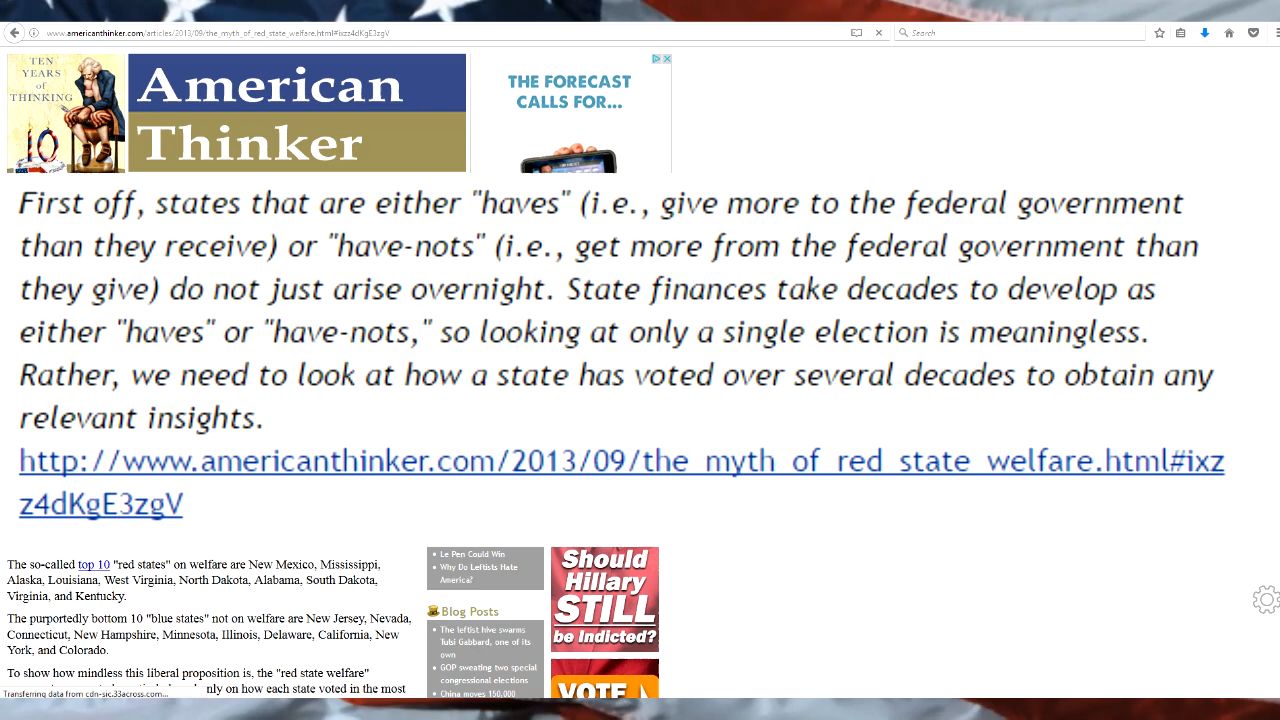 www.americanthinker.com/articles/2013/09/the_myth_of_red_state_welfare.html#ixzz4dKgE3zgV
Search
TEN
YEARS
of
THINKING
American
Thinker
THE FORECAST
CALLS FOR...
First off, states that are either "haves" (i.e., give more to the federal government
than they receive) or "have-nots" (i.e., get more from the federal government than
they give) do not just arise overnight. State finances take decades to develop as
either "haves" or "have-nots," so looking at only a single election is meaningless.
Rather, we need to look at how a state has voted over several decades to obtain any
relevant insights.
http://www.americanthinker.com/2013/09/the_myth_of_red_state_welfare.html#ixz
z4dKgE3zgV
The so-called top 10 "red states" on welfare are New Mexico, Mississippi,
Alaska, Louisiana, West Virginia, North Dakota, Alabama, South Dakota,
Virginia, and Kentucky.
The purportedly bottom 10 "blue states" not on welfare are New Jersey, Nevada,
Connecticut, New Hampshire, Minnesota, Illinois, Delaware, California, New
York, and Colorado.
To show how mindless this liberal proposition is, the "red state welfare"
nly on how each state voted in the most
Transferring data from cdn-sic.33across.com...
Le Pen Could Win
Why Do Leftists Hate
America?
Blog Posts
The leftist hive swarms
Tulsi Gabbard, one of its
own
GOP sweating two special
congressional elections
China moves 150,000
Should
Hillary
STILL
be Indicted?
VOTE